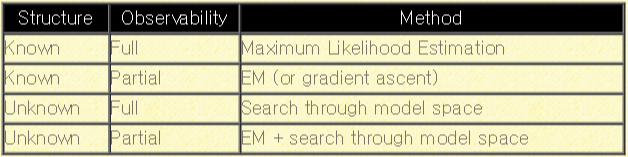 Structure Observability Method
Known Full Maximum Likelihood Estimation
Known Partial EM (or gradient ascent)
Unknown Full Search through model space
Unknown Partial EM + search through model space